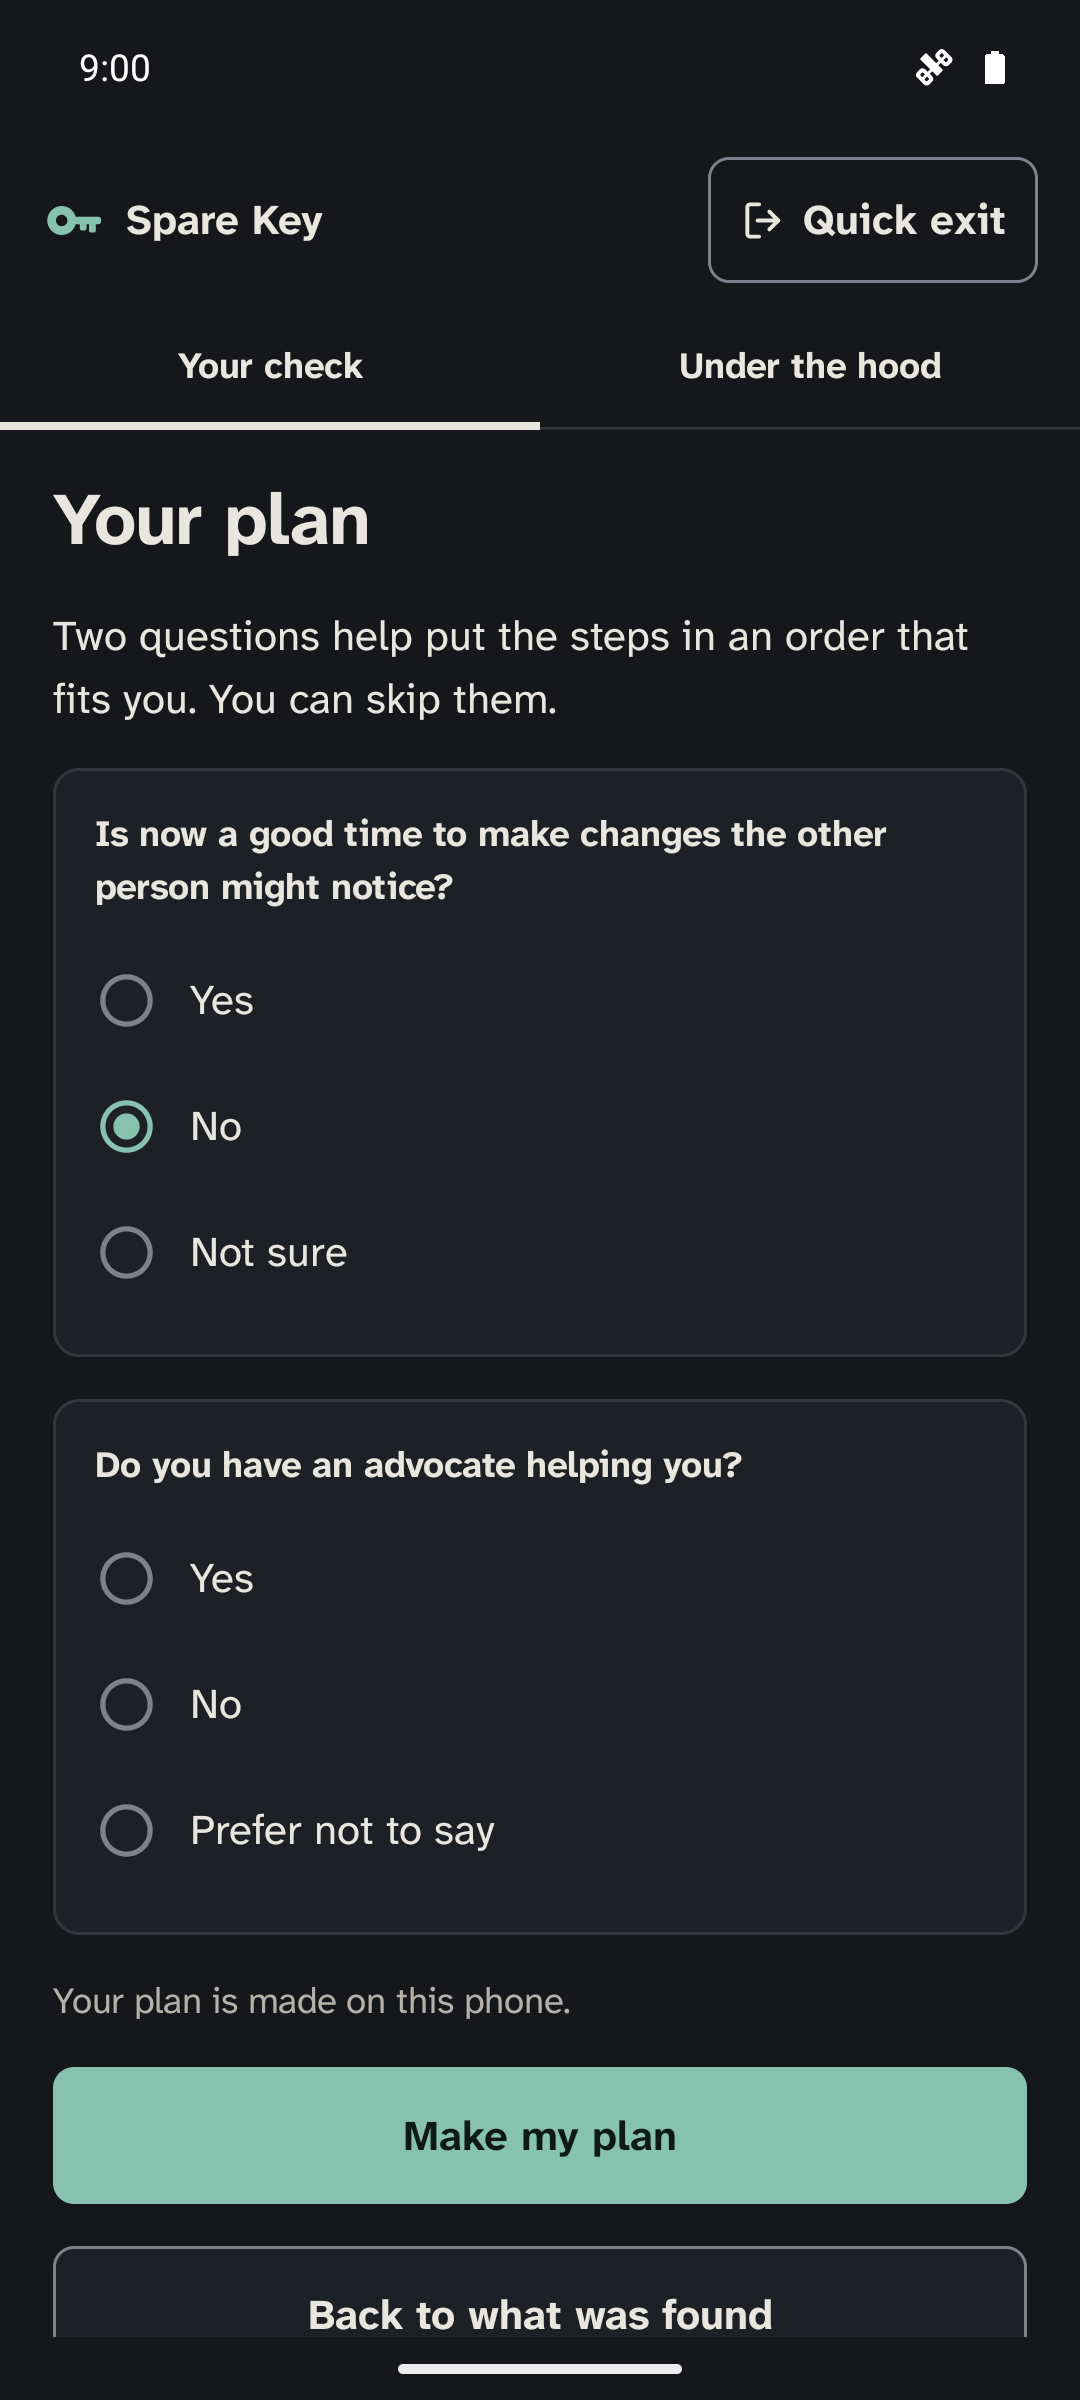 9:00
Spare Key
Quick exit
Your check
Under the hood
Your plan
Two questions help put the steps in an order that
fits you. You can skip them.
Is now a good time to make changes the other
person might notice?
Yes
No
Not sure
Do you have an advocate helping you?
Yes
No
Prefer not to say
Your plan is made on this phone.
Make my plan
Back to what was found